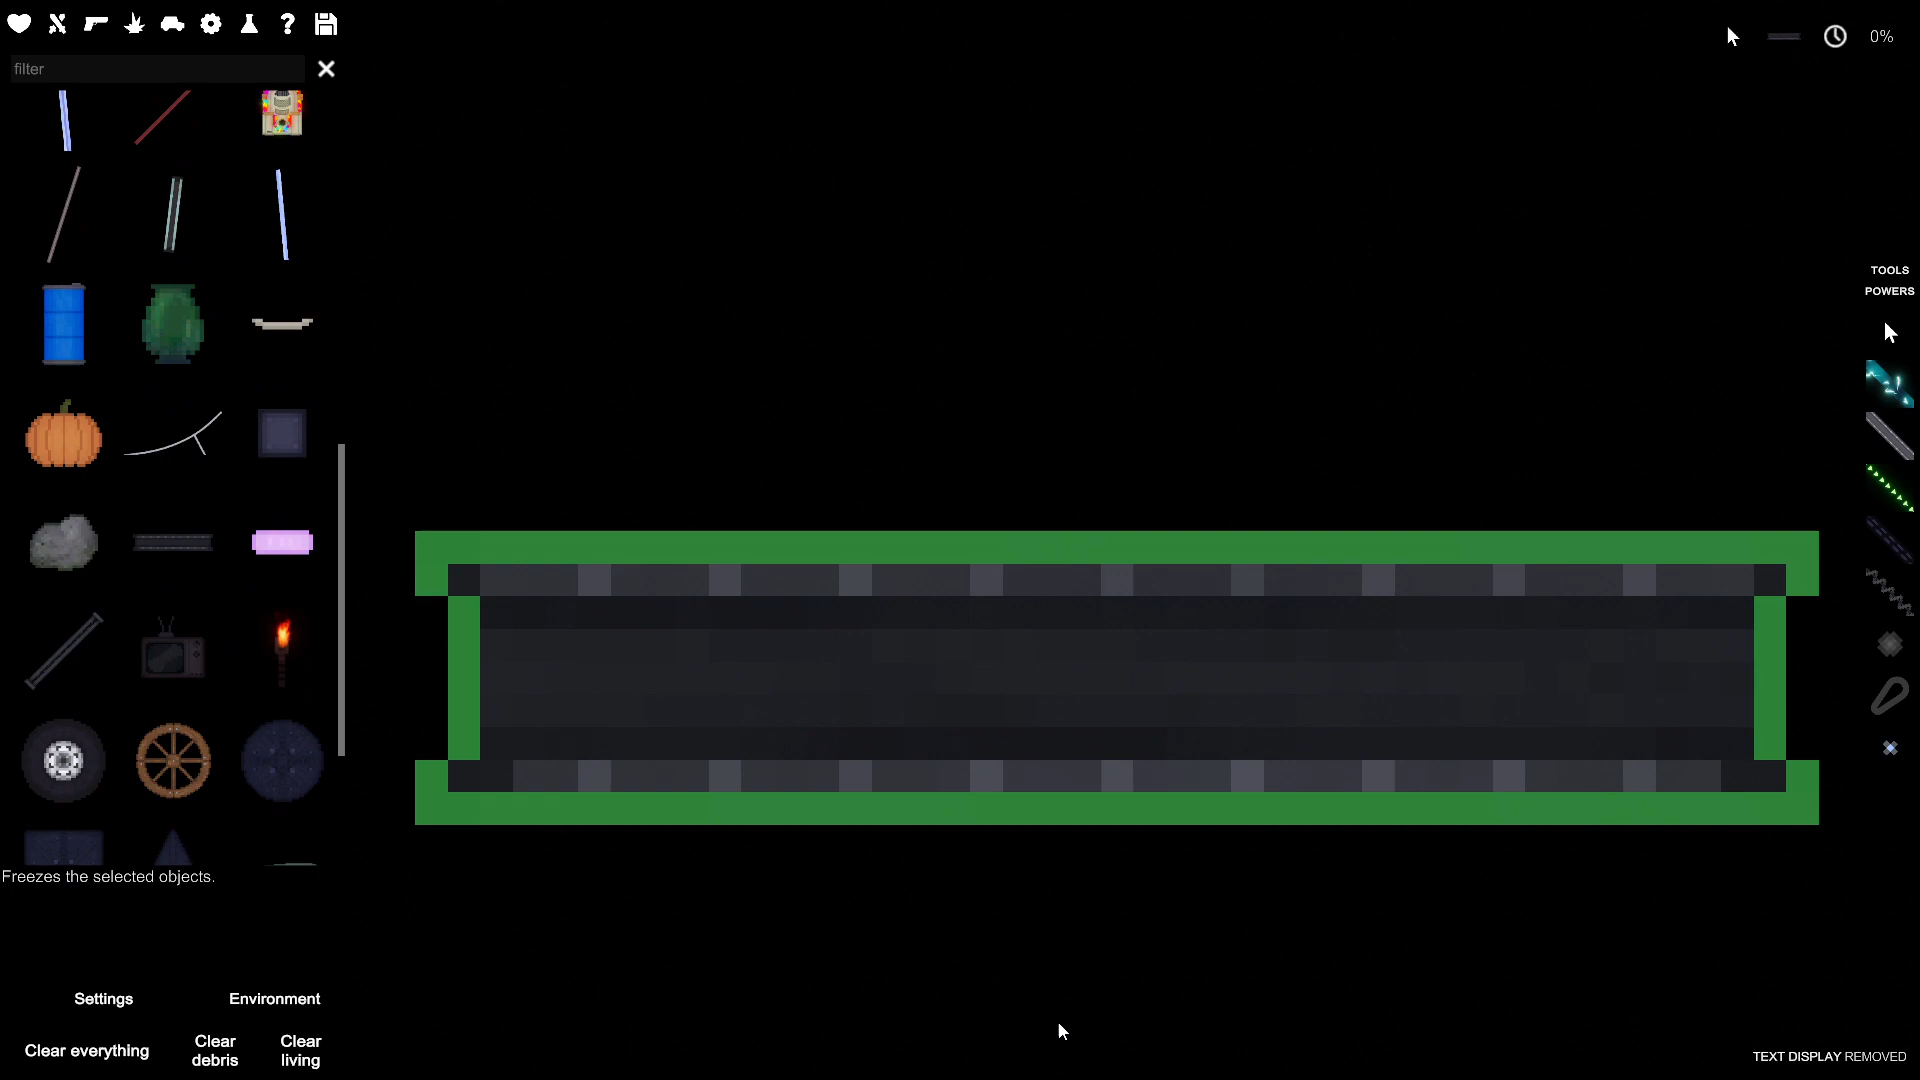 0%
filter
TOOLS
POWERS
Freezes the selected objects.
Settings
Environment
Clear everything
Clear debris
Clear living
TEXT DISPLAY REMOVED